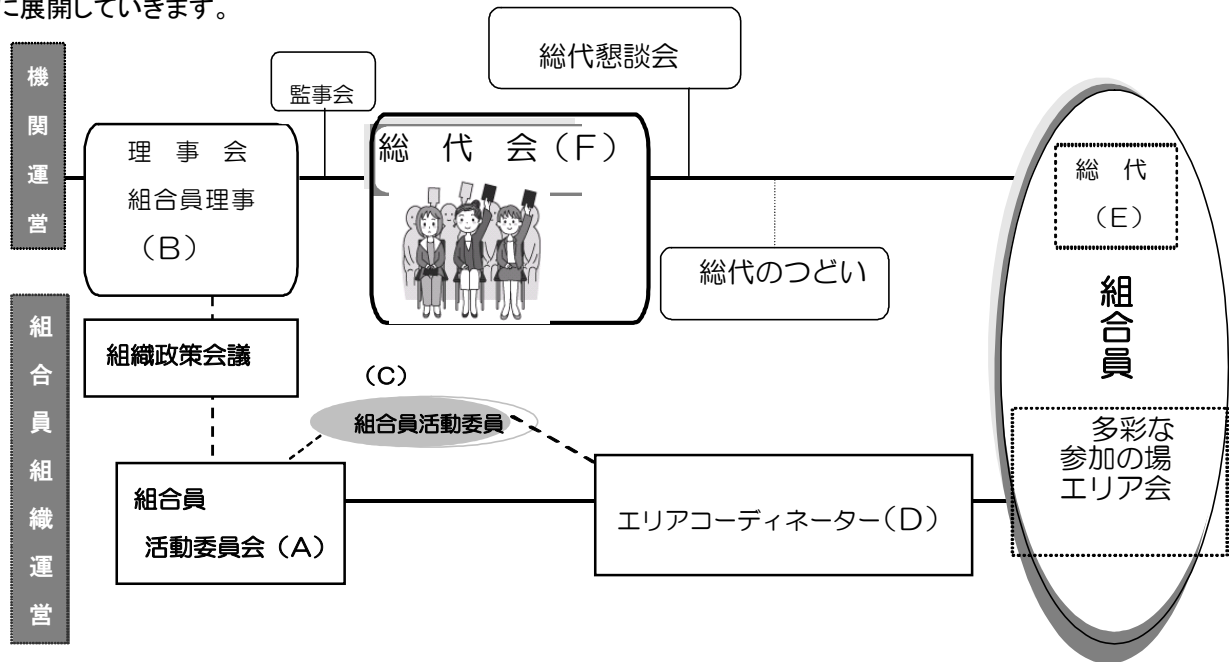 に展開していきます。
機関運営
監事会
総代懇談会
理 事 会
組合員理事
（B）
総 代 会（F）
総 代
（E）
総代のつどい
組合員
多彩な
参加の場
エリア会
組合員組織運営
組織政策会議
（C）
組合員活動委員
組合員
活動委員会（A）
エリアコーディネーター（D）